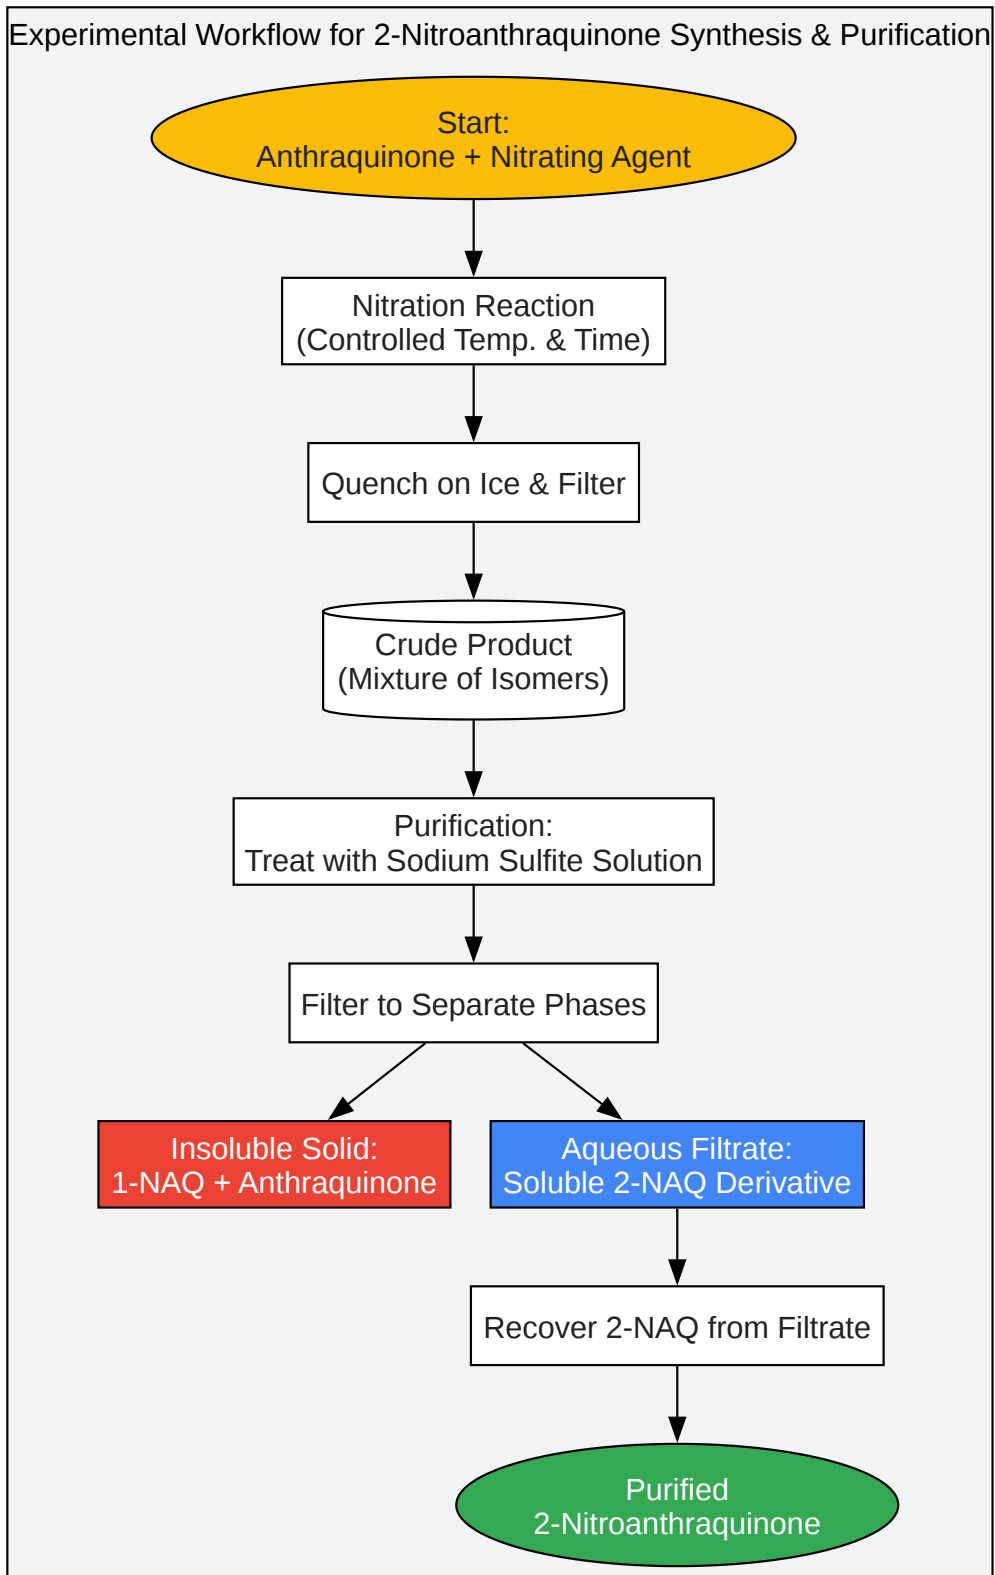 Experimental Workflow for 2-Nitroanthraquinone Synthesis & Purification
Start:
Anthraquinone + Nitrating Agent
Nitration Reaction
(Controlled Temp. & Time)
Quench on Ice & Filter
Crude Product
(Mixture of Isomers)
Purification:
Treat with Sodium Sulfite Solution
Filter to Separate Phases
Insoluble Solid:
1-NAQ + Anthraquinone
Aqueous Filtrate:
Soluble 2-NAQ Derivative
Recover 2-NAQ from Filtrate
Purified
2-Nitroanthraquinone